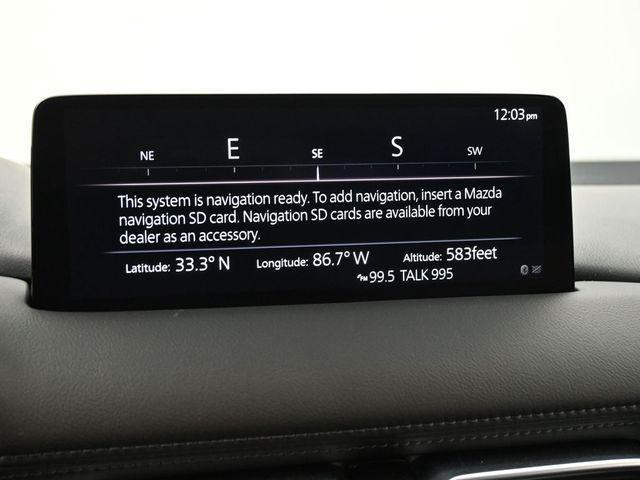 12:03pm
NE E SE S SW
This system is navigation ready. To add navigation, insert a Mazda
navigation SD card. Navigation SD cards are available from your
dealer as an accessory.
Latitude: 33.3° N Longitude: 86.7° W Altitude: 583feet
FM 99.5 TALK 995